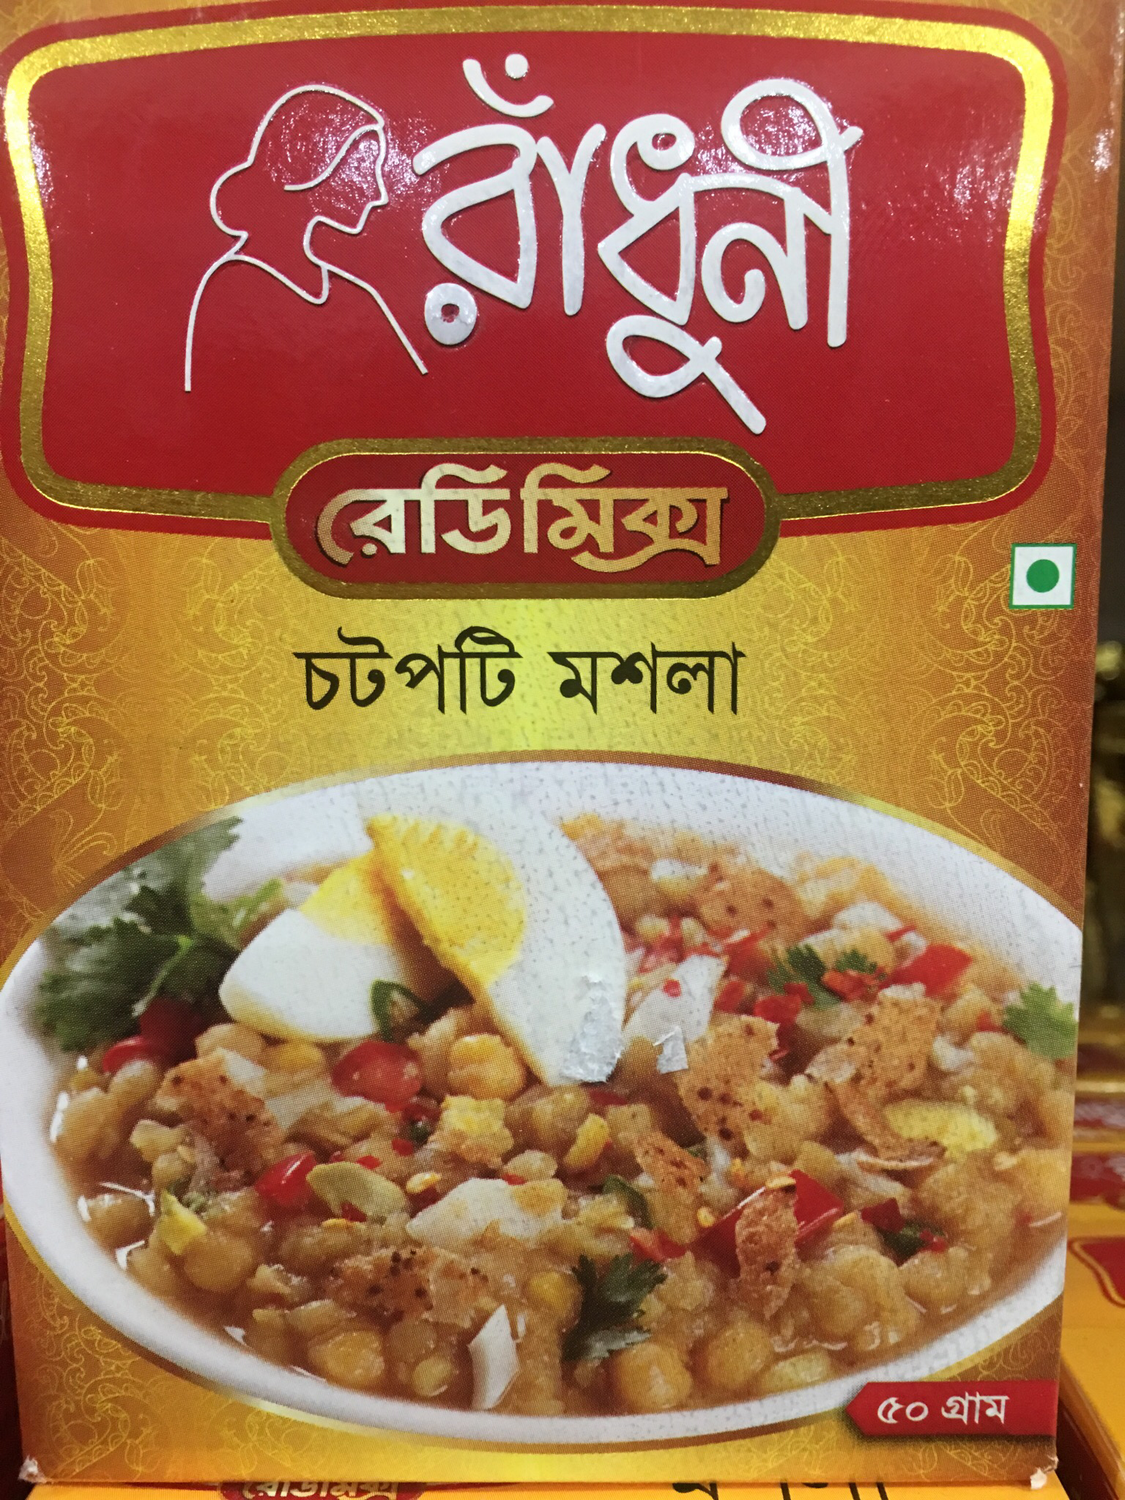 রাঁধুনী
রেডিমিক্স
চটপটি মশলা
৫০ গ্রাম
রেডিমিক্স